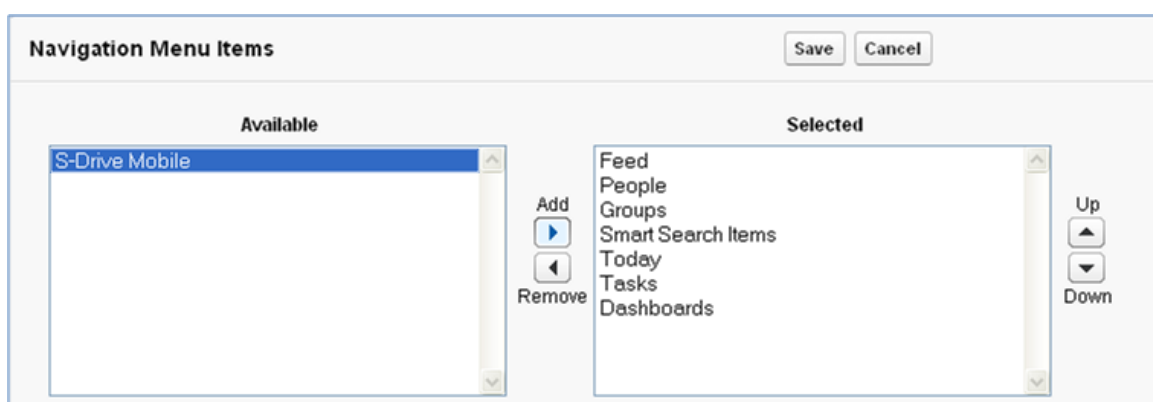 Navigation Menu Items
Save Cancel
Available
Selected
S-Drive Mobile
Add
Remove
Feed
People
Groups
Smart Search Items
Today
Tasks
Dashboards
Up
Down